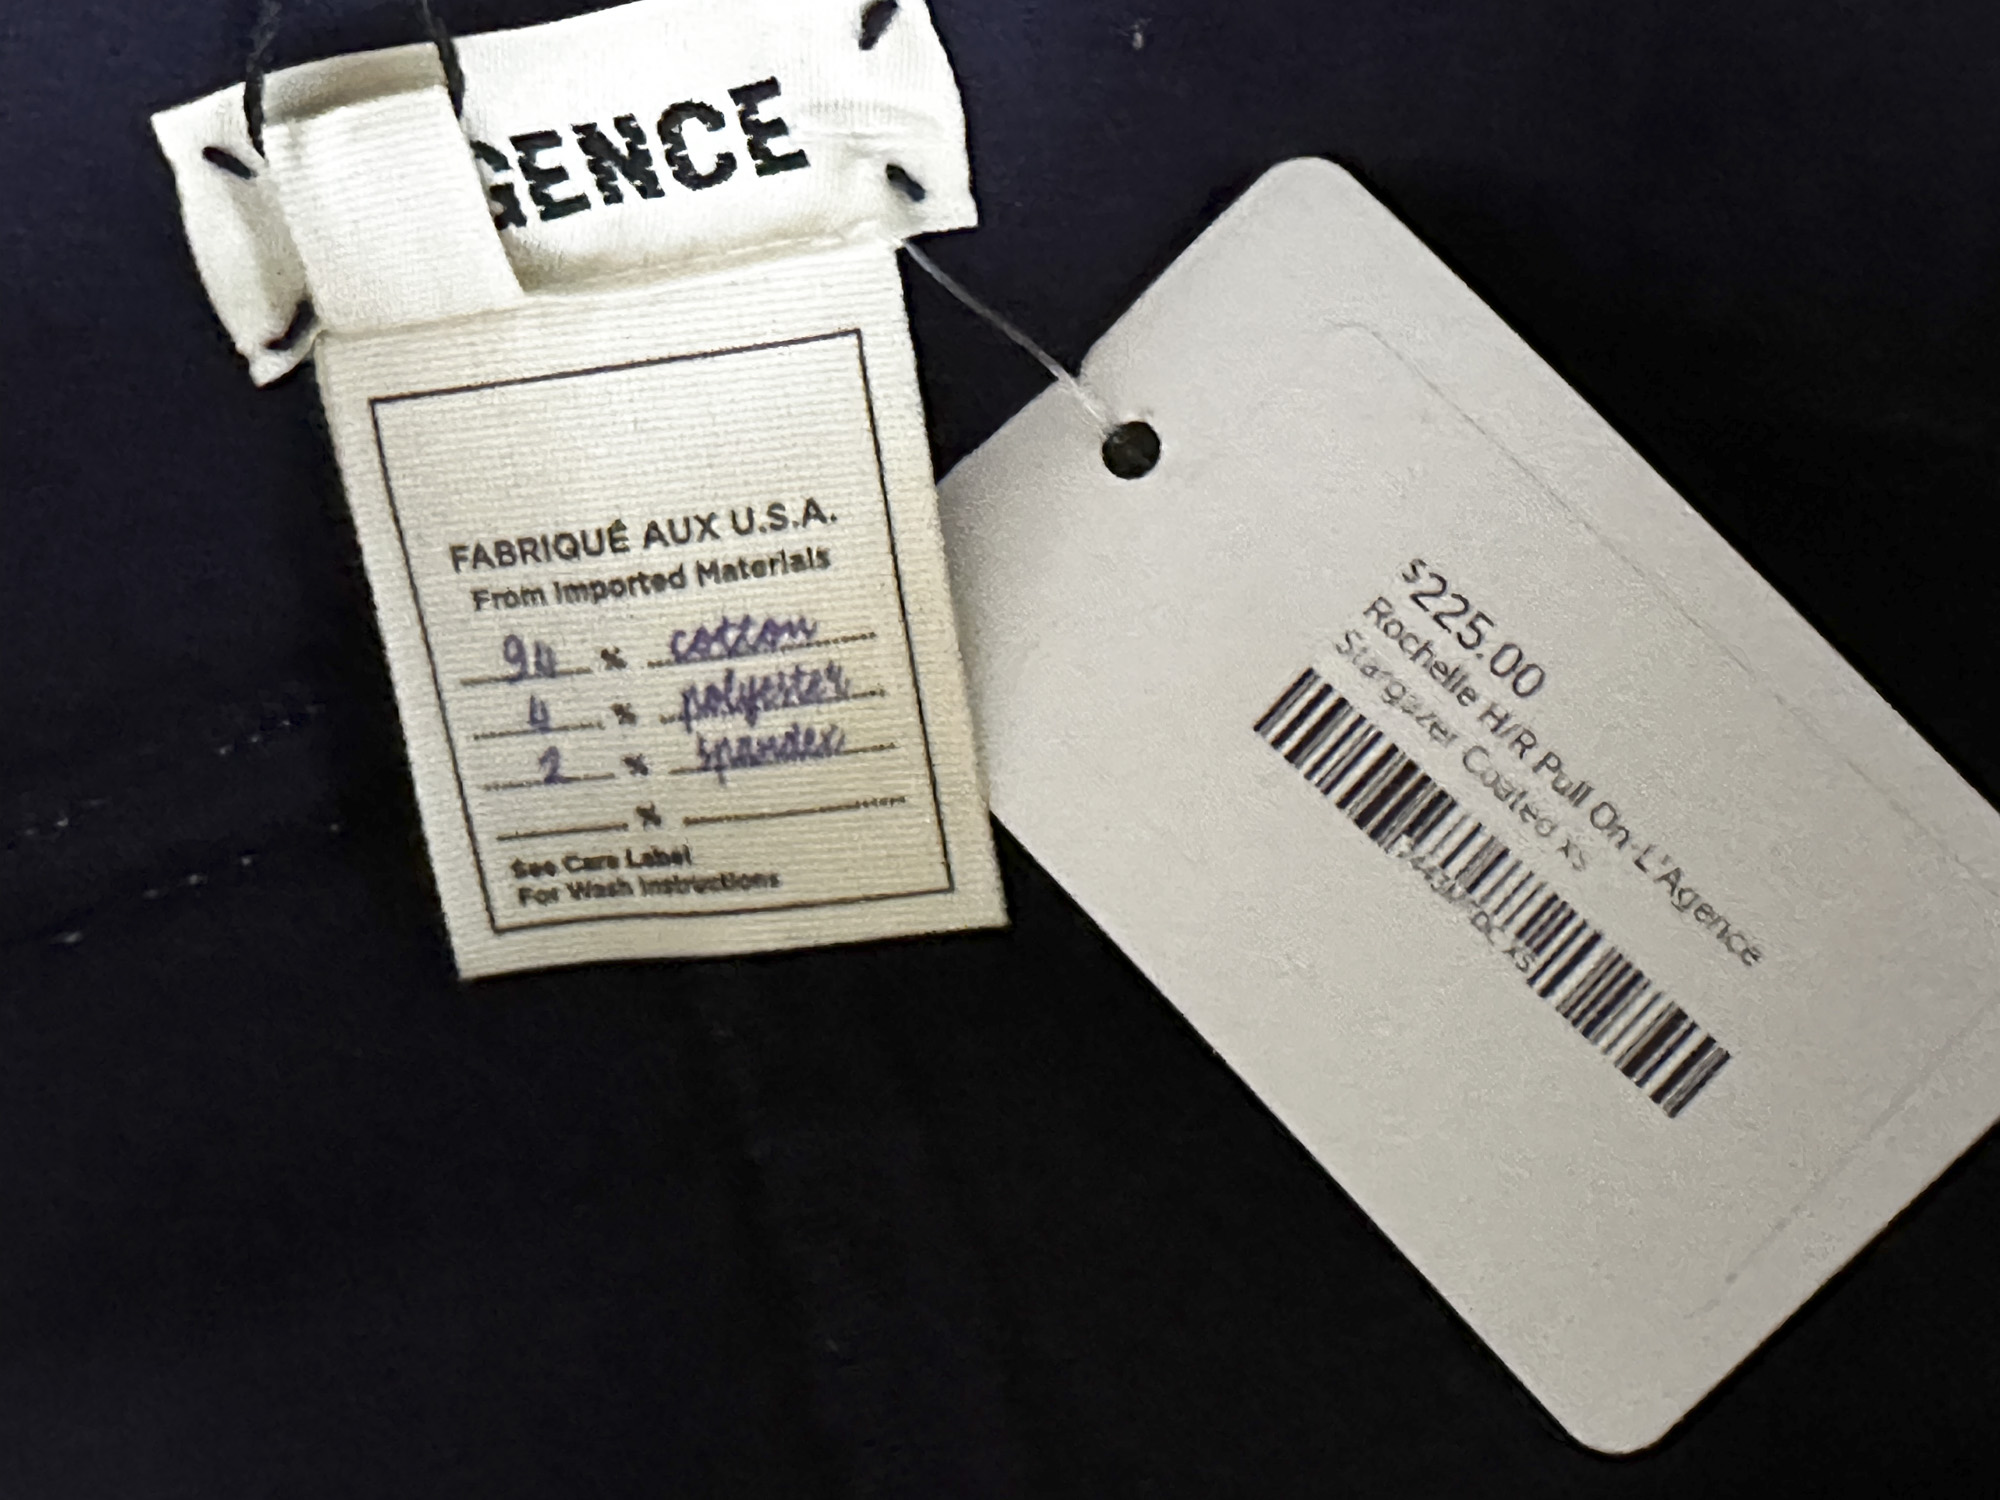 GENCE
FABRIQUÉ AUX U.S.A.
From Imported Materials
94 % cotton
4 % polyester
2 % spandex
%
See Care Label
For Wash Instructions
$225.00
Rochelle H/R Pull On-L'Agence
Stargazer Coated xs
XS